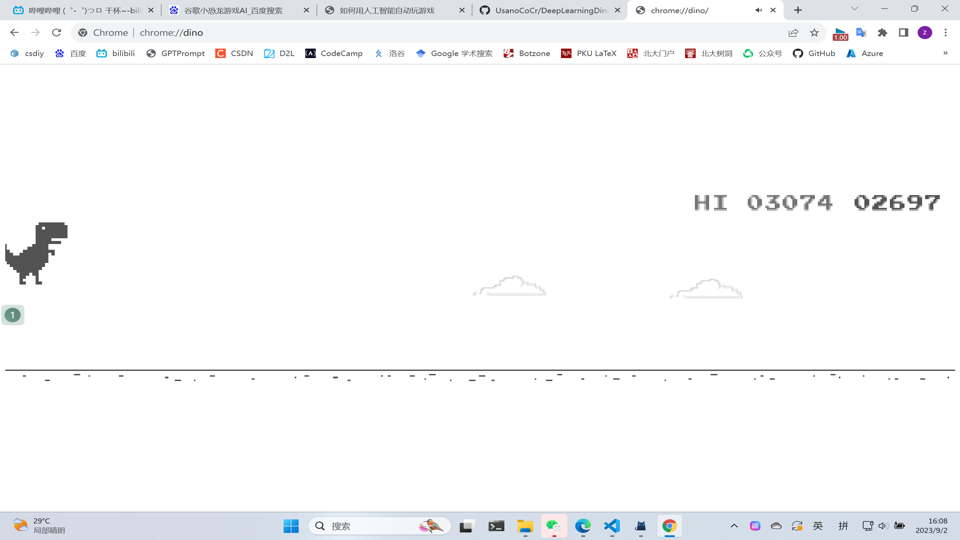 哔哩哔哩 (゜-゜)つロ 干杯~-bili
谷歌小恐龙游戏AI_百度搜索
如何用人工智能自动玩游戏
UsanoCoCr/DeepLearningDin
chrome://dino/
Chrome | chrome://dino
1.00
z
csdiy
百度
bilibili
GPTPrompt
CSDN
D2L
CodeCamp
洛谷
Google 学术搜索
Botzone
PKU LaTeX
北大门户
北大树洞
公众号
GitHub
Azure
»
HI 03074 02697
1
29°C
局部晴朗
搜索
英
拼
16:08
2023/9/2